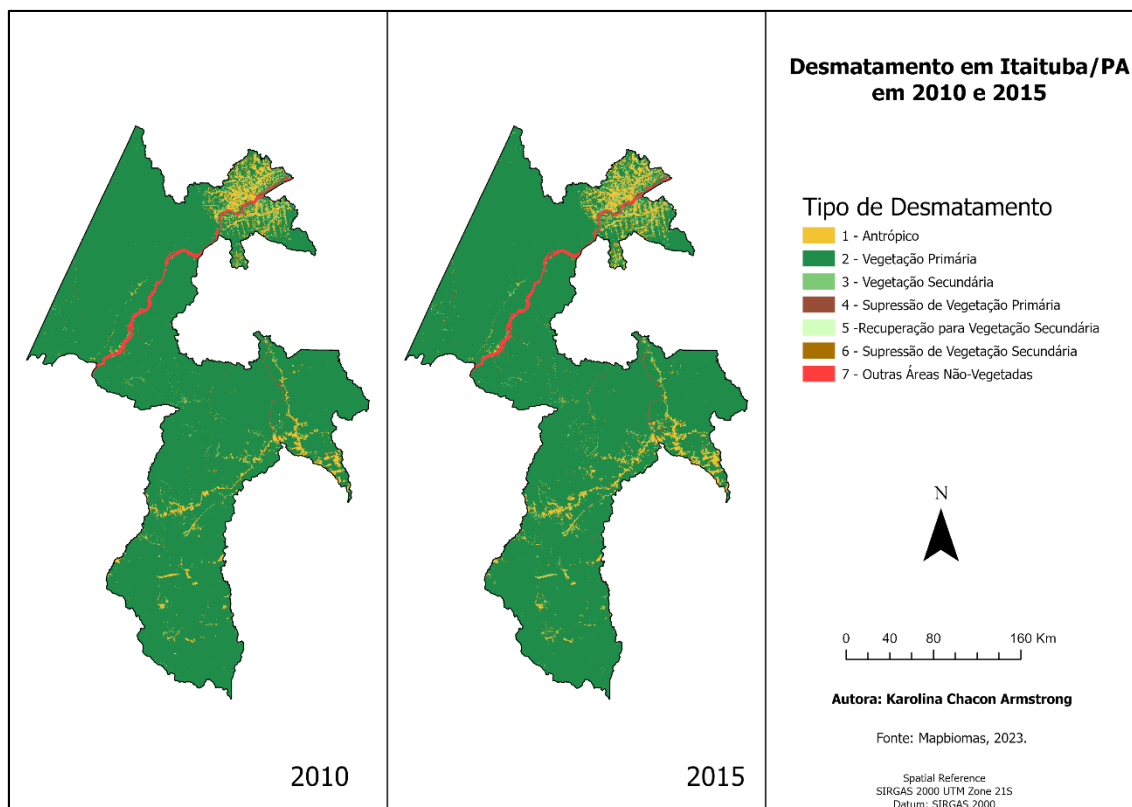 2010
2015
Desmatamento em Itaituba/PA
em 2010 e 2015
Tipo de Desmatamento
1 - Antrópico
2 - Vegetação Primária
3 - Vegetação Secundária
4 - Supressão de Vegetação Primária
5 -Recuperação para Vegetação Secundária
6 - Supressão de Vegetação Secundária
7 - Outras Áreas Não-Vegetadas
N
0 40 80 160 Km
Autora: Karolina Chacon Armstrong
Fonte: Mapbiomas, 2023.
Spatial Reference
SIRGAS 2000 UTM Zone 21S
Datum: SIRGAS 2000